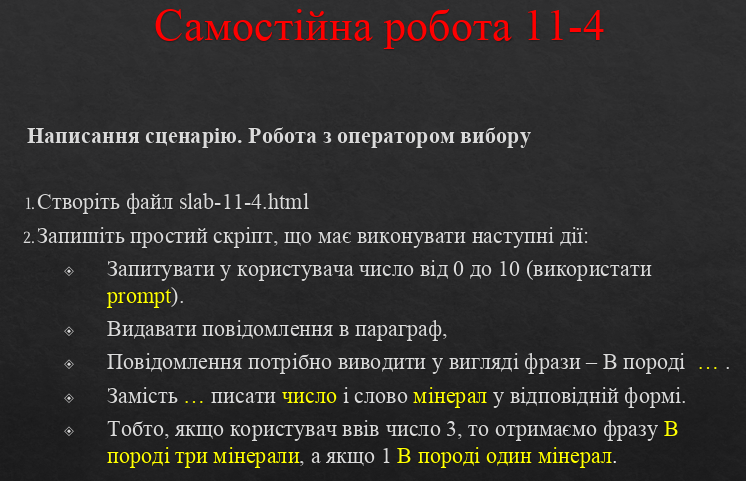 Самостійна робота 11-4
Написання сценарію. Робота з оператором вибору
1.Створіть файл slab-11-4.html
2.Запишіть простий скріпт, що має виконувати наступні дії:
Запитувати у користувача число від 0 до 10 (використати
prompt).
Видавати повідомлення в параграф,
Повідомлення потрібно виводити у вигляді фрази – В породі … .
Замість … писати число і слово мінерал у відповідній формі.
Тобто, якщо користувач ввів число 3, то отримаємо фразу В
породі три мінерали, а якщо 1 В породі один мінерал.